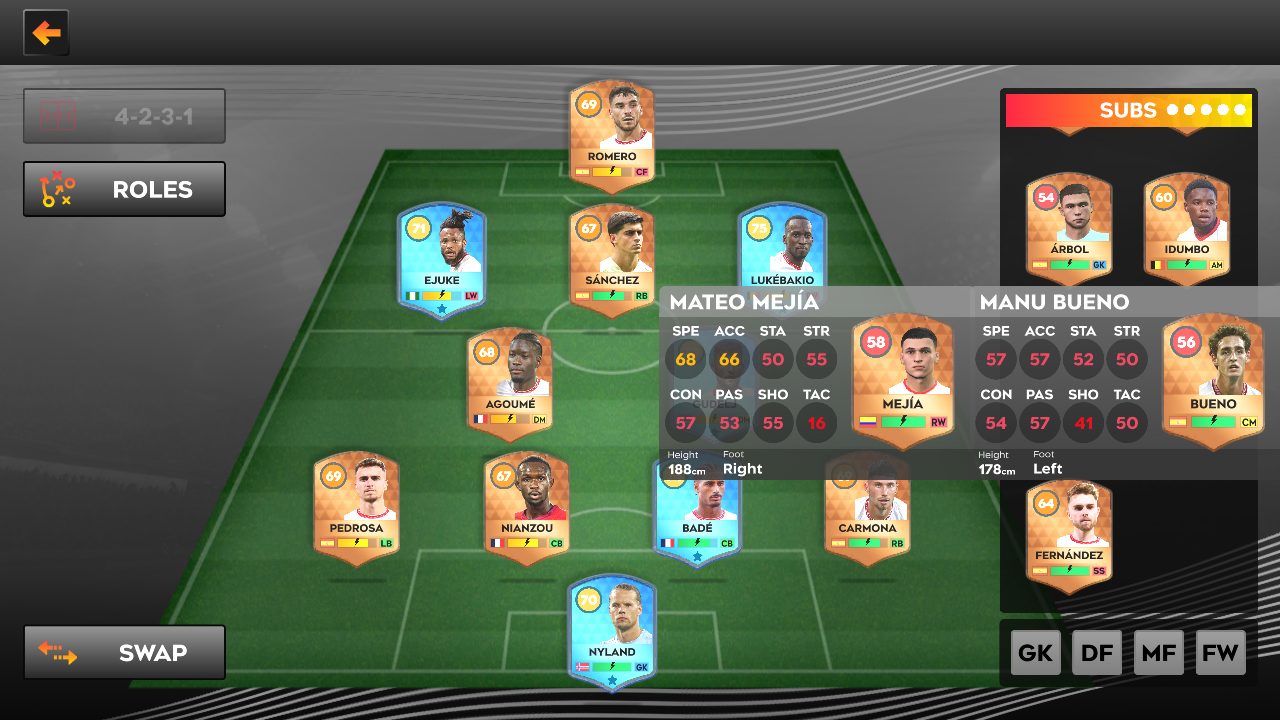 4-2-3-1
ROLES
SWAP
69
ROMERO
CF
71
EJUKE
LW
67
SÁNCHEZ
RB
75
LUKÉBAKIO
68
AGOUMÉ
DM
69
PEDROSA
LB
67
NIANZOU
CB
BADÉ
CB
CARMONA
RB
70
NYLAND
GK
SUBS
54
ÁRBOL
GK
60
IDUMBO
AM
MATEO MEJÍA
SPE ACC STA STR
68 66 50 55
CON PAS SHO TAC
57 53 55 16
Height Foot
188cm Right
58
MEJÍA
RW
MANU BUENO
SPE ACC STA STR
57 57 52 50
CON PAS SHO TAC
54 57 41 50
Height Foot
178cm Left
56
BUENO
CM
64
FERNÁNDEZ
SS
GK DF MF FW